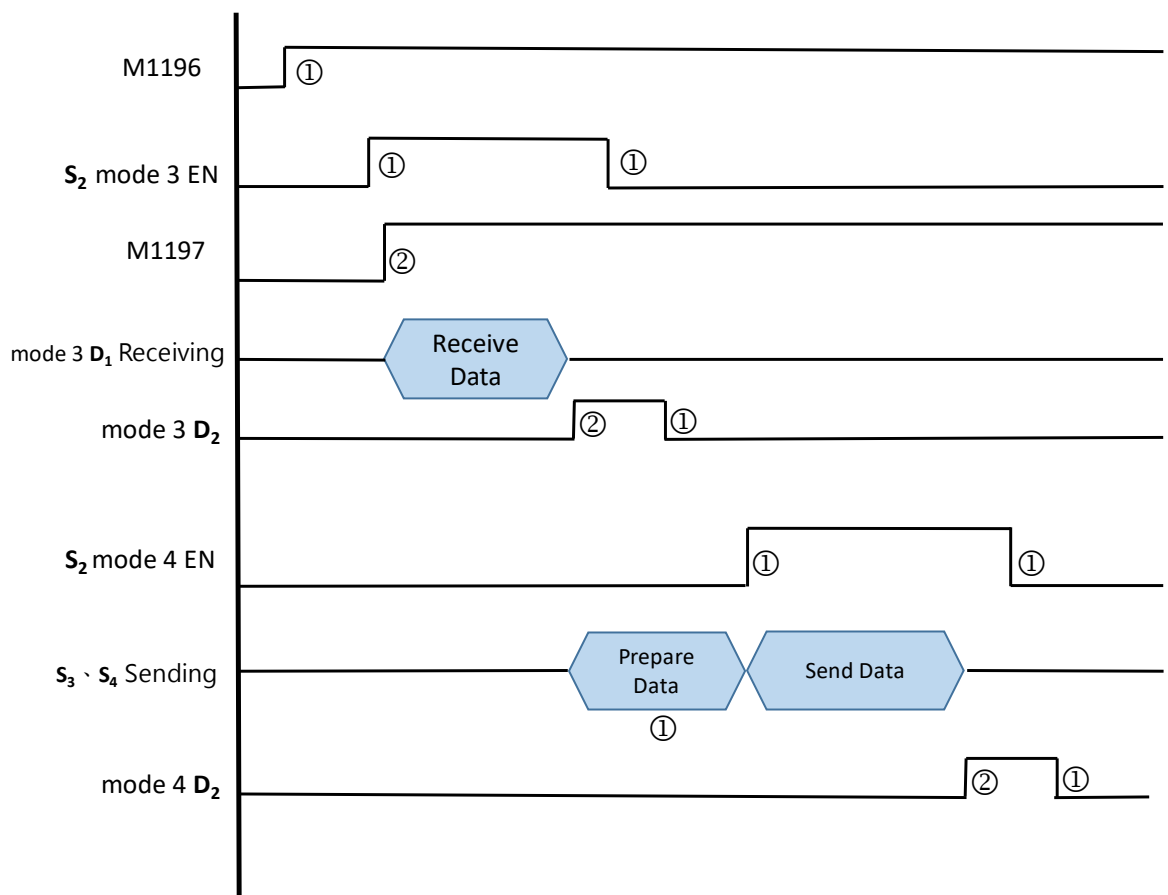 M1196
①
S₂ mode 3 EN
①
①
M1197
②
mode 3 D₁ Receiving
Receive
Data
mode 3 D₂
②
①
S₂ mode 4 EN
①
①
S₃、S₄ Sending
Prepare
Data
①
Send Data
mode 4 D₂
②
①